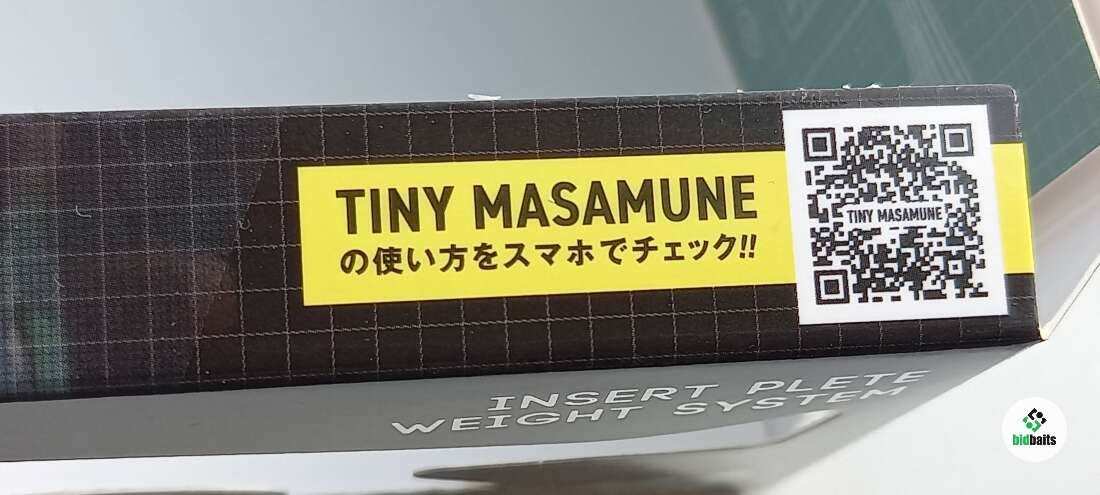 TINY MASAMUNE
の使い方をスマホでチェック!!
TINY MASAMUNE
INSERT PLETE
WEIGHT SYSTEM
bidbaits